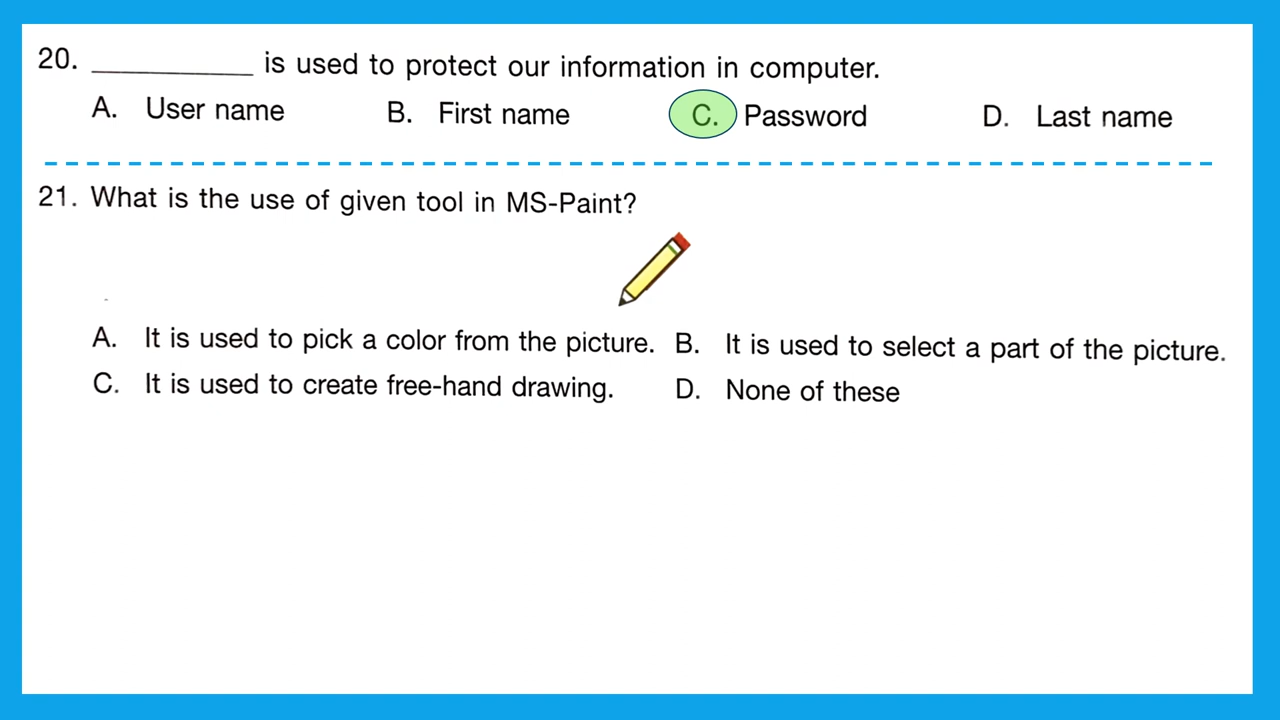 20. __________ is used to protect our information in computer.
A. User name B. First name C. Password D. Last name
21. What is the use of given tool in MS-Paint?
A. It is used to pick a color from the picture. B. It is used to select a part of the picture.
C. It is used to create free-hand drawing. D. None of these